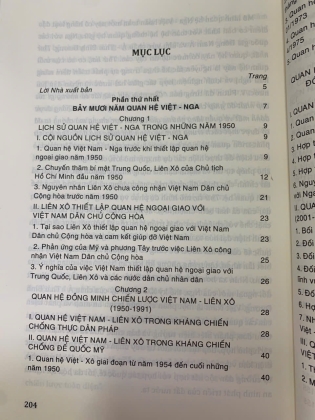 MỤC LỤC
Trang
Lời Nhà xuất bản 5
Phần thứ nhất
BẢY MƯƠI NĂM QUAN HỆ VIỆT - NGA 7
Chương 1
LỊCH SỬ QUAN HỆ VIỆT - NGA TRONG NHỮNG NĂM 1950 9
I. CỘI NGUỒN LỊCH SỬ QUAN HỆ VIỆT - NGA 9
1. Quan hệ Việt Nam - Nga trước khi thiết lập quan hệ
ngoại giao năm 1950 9
2. Chuyến thăm bí mật Trung Quốc, Liên Xô của Chủ tịch
Hồ Chí Minh đầu năm 1950 12
3. Nguyên nhân Liên Xô chưa công nhận Việt Nam Dân chủ
Cộng hòa trước năm 1950 21
II. LIÊN XÔ THIẾT LẬP QUAN HỆ NGOẠI GIAO VỚI
VIỆT NAM DÂN CHỦ CỘNG HÒA 23
1. Tại sao Liên Xô thiết lập quan hệ ngoại giao với Việt Nam
Dân chủ Cộng hòa và cam kết giúp đỡ Việt Nam 23
2. Phản ứng của Mỹ và phương Tây trước việc Liên Xô công
nhận Việt Nam Dân chủ Cộng hòa 25
3. Ý nghĩa của việc Việt Nam thiết lập quan hệ ngoại giao với
Trung Quốc, Liên Xô và các nước dân chủ nhân dân 26
Chương 2
QUAN HỆ ĐỒNG MINH CHIẾN LƯỢC VIỆT NAM - LIÊN XÔ
(1950-1991) 28
I. QUAN HỆ VIỆT NAM - LIÊN XÔ TRONG KHÁNG CHIẾN
CHỐNG THỰC DÂN PHÁP 28
II. QUAN HỆ VIỆT NAM - LIÊN XÔ TRONG KHÁNG CHIẾN
CHỐNG ĐẾ QUỐC MỸ 40
1. Quan hệ Việt - Xô giai đoạn từ năm 1954 đến cuối những
năm 1950 40
204